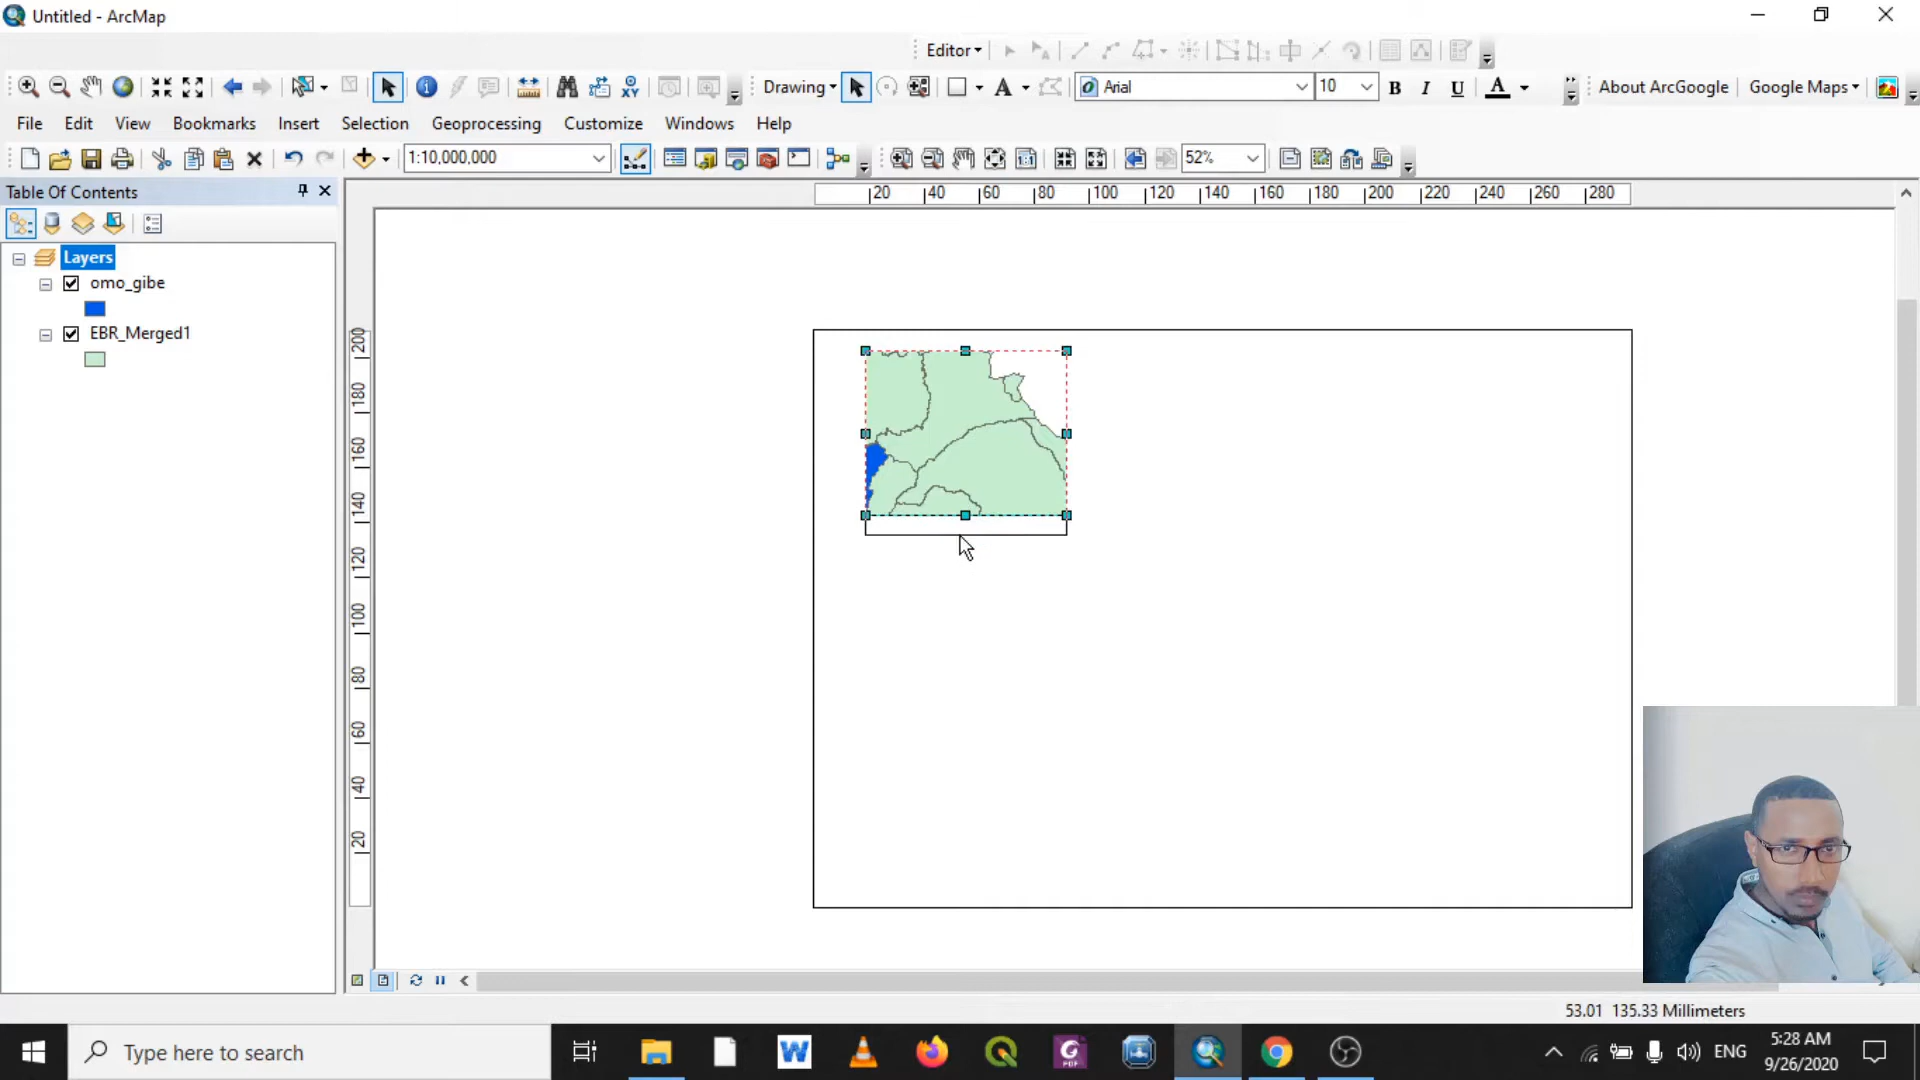 Untitled - ArcMap
Editor
Drawing
Arial
10
B I U A
About ArcGoogle
Google Maps
File Edit View Bookmarks Insert Selection Geoprocessing Customize Windows Help
1:10,000,000
52%
Table Of Contents
20 40 60 80 100 120 140 160 180 200 220 240 260 280
Layers
omo_gibe
EBR_Merged1
200
180
160
140
120
100
80
60
40
20
53.01 135.33 Millimeters
Type here to search
ENG
5:28 AM
9/26/2020